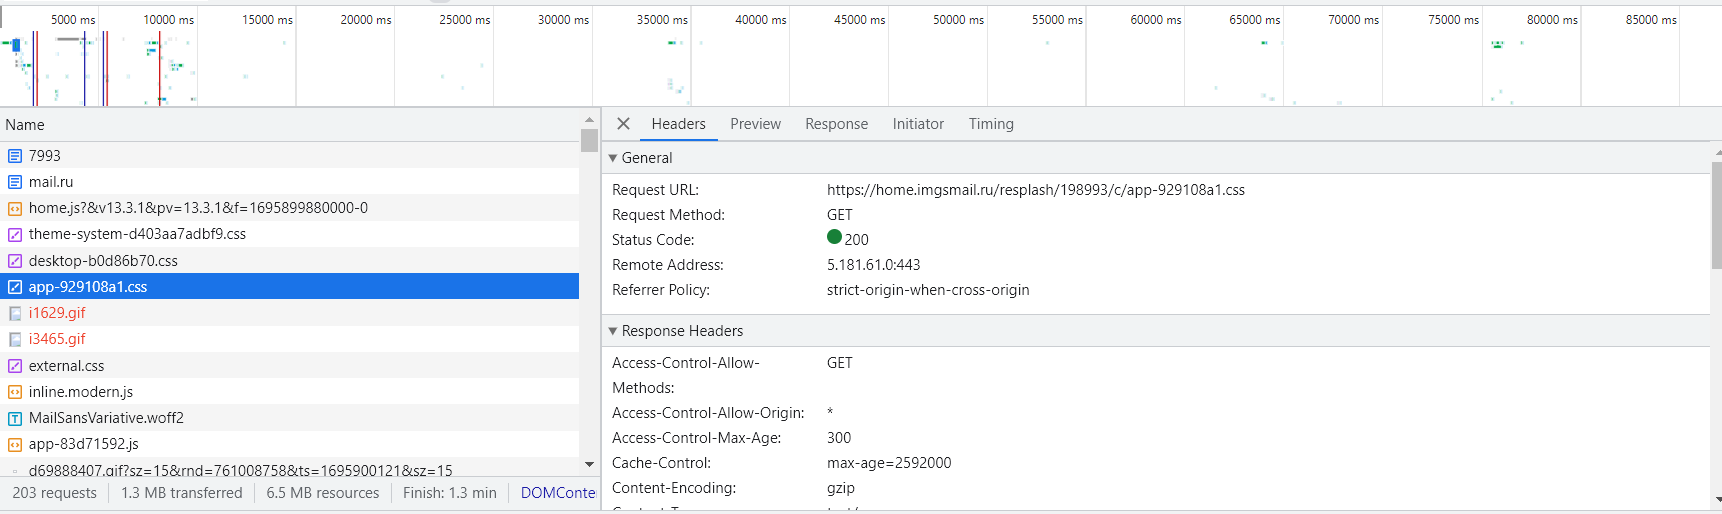 5000 ms 10000 ms 15000 ms 20000 ms 25000 ms 30000 ms 35000 ms 40000 ms 45000 ms 50000 ms 55000 ms 60000 ms 65000 ms 70000 ms 75000 ms 80000 ms 85000 ms
Name
7993
mail.ru
home.js?&v13.3.1&pv=13.3.1&f=1695899880000-0
theme-system-d403aa7adbf9.css
desktop-b0d86b70.css
app-929108a1.css
i1629.gif
i3465.gif
external.css
inline.modern.js
MailSansVariative.woff2
app-83d71592.js
d69888407.gif?sz=15&rnd=761008758&ts=1695900121&sz=15
203 requests 1.3 MB transferred 6.5 MB resources Finish: 1.3 min DOMConte
Headers Preview Response Initiator Timing
General
Request URL: https://home.imgsmail.ru/resplash/198993/c/app-929108a1.css
Request Method: GET
Status Code: 200
Remote Address: 5.181.61.0:443
Referrer Policy: strict-origin-when-cross-origin
Response Headers
Access-Control-Allow- GET
Methods:
Access-Control-Allow-Origin: *
Access-Control-Max-Age: 300
Cache-Control: max-age=2592000
Content-Encoding: gzip